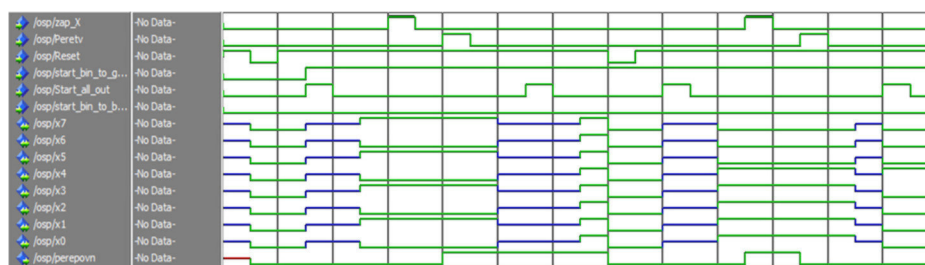 /osp/zap_X -No Data-
/osp/Peretv -No Data-
/osp/Reset -No Data-
/osp/start_bin_to_g... -No Data-
/osp/Start_all_out -No Data-
/osp/start_bin_to_b... -No Data-
/osp/x7 -No Data-
/osp/x6 -No Data-
/osp/x5 -No Data-
/osp/x4 -No Data-
/osp/x3 -No Data-
/osp/x2 -No Data-
/osp/x1 -No Data-
/osp/x0 -No Data-
/osp/perepovn -No Data-